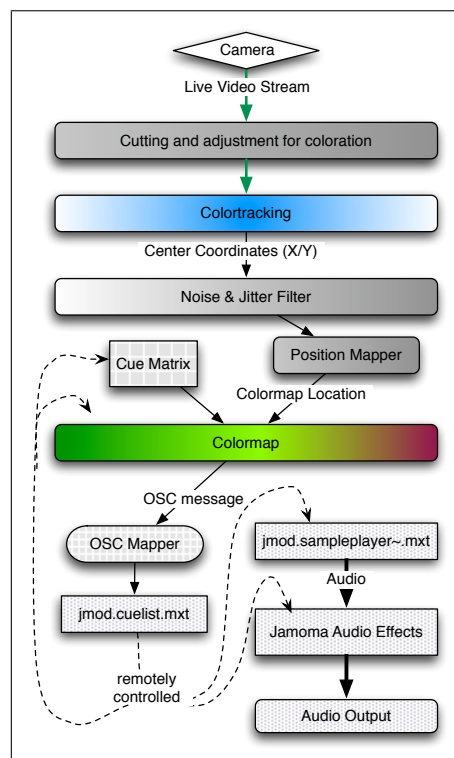 Camera
Live Video Stream
Cutting and adjustment for coloration
Colortracking
Center Coordinates (X/Y)
Noise & Jitter Filter
Cue Matrix
Position Mapper
Colormap Location
Colormap
OSC message
OSC Mapper
jmod.sampleplayer~.mxt
Audio
jmod.cuelist.mxt
Jamoma Audio Effects
remotely
controlled
Audio Output